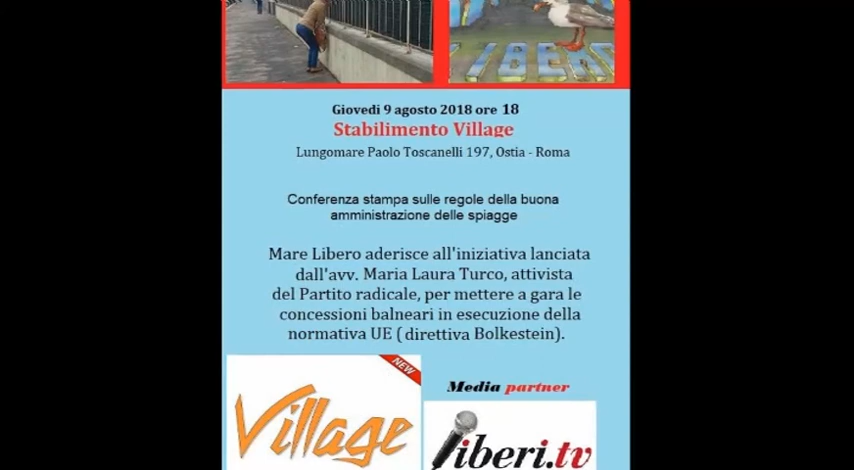 LIBERO
Giovedì 9 agosto 2018 ore 18
Stabilimento Village
Lungomare Paolo Toscanelli 197, Ostia - Roma
Conferenza stampa sulle regole della buona
amministrazione delle spiagge
Mare Libero aderisce all'iniziativa lanciata
dall'avv. Maria Laura Turco, attivista
del Partito radicale, per mettere a gara le
concessioni balneari in esecuzione della
normativa UE ( direttiva Bolkestein).
NEW
Village
Media partner
liberi.tv